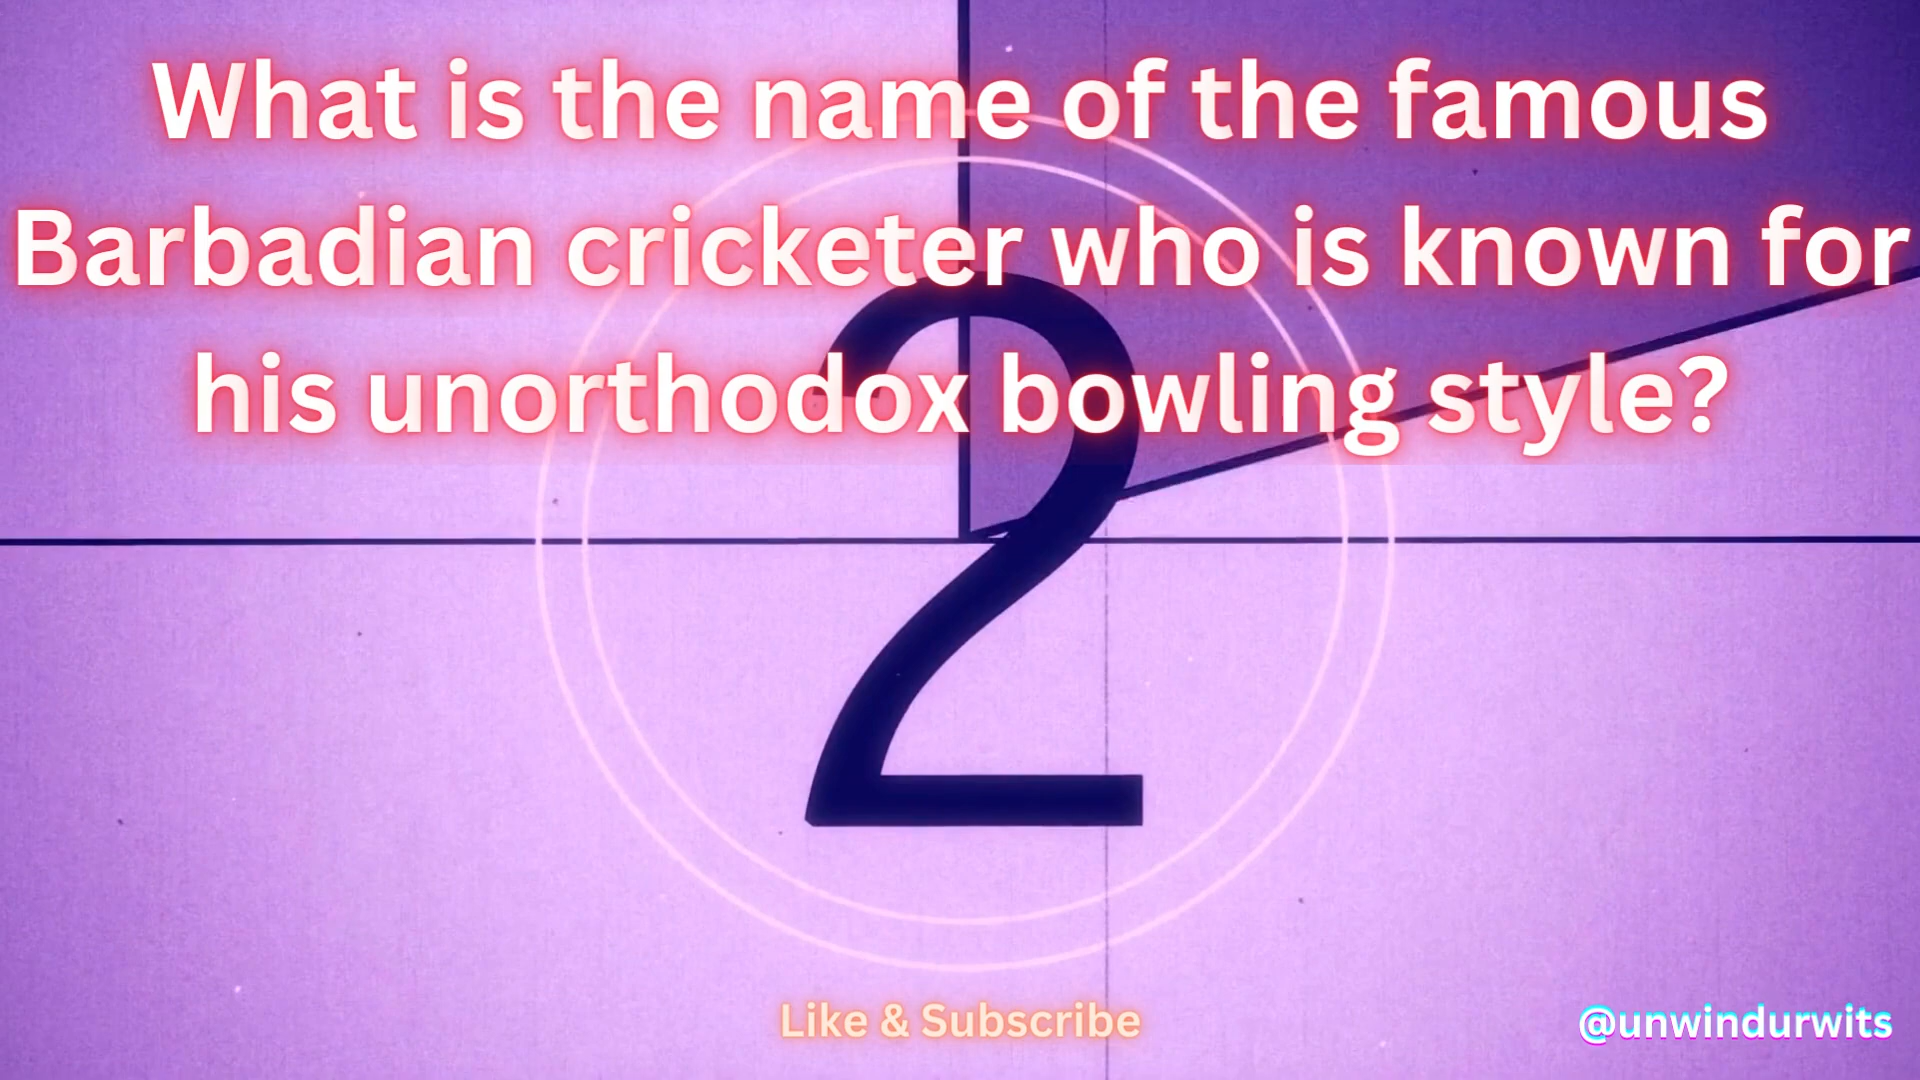 What is the name of the famous
Barbadian cricketer who is known for
his unorthodox bowling style?
2
Like & Subscribe
@unwindurwits